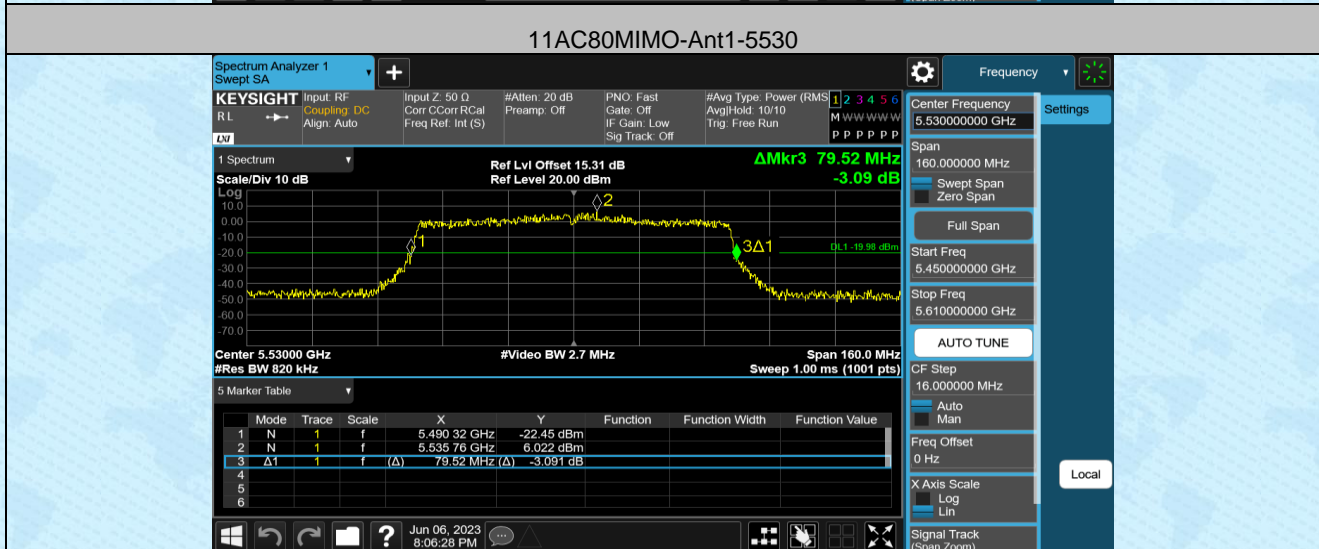 (Span Zoom)
11AC80MIMO-Ant1-5530
Spectrum Analyzer 1
Swept SA
+
Frequency
KEYSIGHT
RL
LXI
Input: RF
Coupling: DC
Align: Auto
Input Z: 50 Ω
Corr CCorr RCal
Freq Ref: Int (S)
#Atten: 20 dB
Preamp: Off
PNO: Fast
Gate: Off
IF Gain: Low
Sig Track: Off
#Avg Type: Power (RMS
Avg|Hold: 10/10
Trig: Free Run
1 2 3 4 5 6
M W W W W W
P P P P P P
1 Spectrum
Scale/Div 10 dB
Ref Lvl Offset 15.31 dB
Ref Level 20.00 dBm
ΔMkr3 79.52 MHz
-3.09 dB
Log
10.0
0.00
-10.0
-20.0
-30.0
-40.0
-50.0
-60.0
-70.0
1
2
3Δ1
DL1 -19.98 dBm
Center 5.53000 GHz
#Video BW 2.7 MHz
Span 160.0 MHz
#Res BW 820 kHz
Sweep 1.00 ms (1001 pts)
5 Marker Table
Mode Trace Scale X Y Function Function Width Function Value
1 N 1 f 5.490 32 GHz -22.45 dBm
2 N 1 f 5.535 76 GHz 6.022 dBm
3 Δ1 1 f (Δ) 79.52 MHz (Δ) -3.091 dB
4
5
6
?
Jun 06, 2023
8:06:28 PM
Center Frequency
5.530000000 GHz
Settings
Span
160.000000 MHz
Swept Span
Zero Span
Full Span
Start Freq
5.450000000 GHz
Stop Freq
5.610000000 GHz
AUTO TUNE
CF Step
16.000000 MHz
Auto
Man
Freq Offset
0 Hz
X Axis Scale
Log
Lin
Local
Signal Track
(Span Zoom)